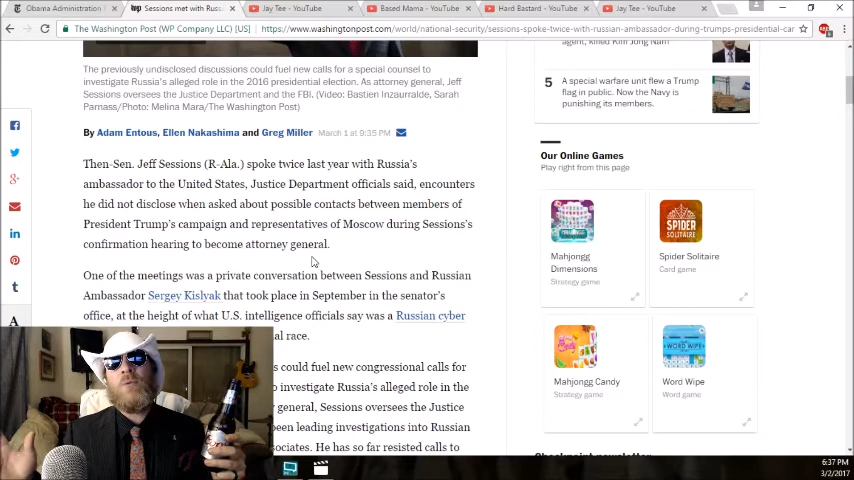 Obama Administration
Sessions met with Russi
Jay Tee - YouTube
Based Mama - YouTube
Hard Bastard - YouTube
Jay Tee - YouTube
The Washington Post (WP Company LLC) [US]
https://www.washingtonpost.com/world/national-security/sessions-spoke-twice-with-russian-ambassador-during-trumps-presidential-car
The previously undisclosed discussions could fuel new calls for a special counsel to
investigate Russia's alleged role in the 2016 presidential election. As attorney general, Jeff
Sessions oversees the Justice Department and the FBI. (Video: Bastien Inzaurralde, Sarah
Parnass/Photo: Melina Mara/The Washington Post)
By Adam Entous, Ellen Nakashima and Greg Miller March 1 at 9:35 PM
Then-Sen. Jeff Sessions (R-Ala.) spoke twice last year with Russia's
ambassador to the United States, Justice Department officials said, encounters
he did not disclose when asked about possible contacts between members of
President Trump's campaign and representatives of Moscow during Sessions's
confirmation hearing to become attorney general.
One of the meetings was a private conversation between Sessions and Russian
Ambassador Sergey Kislyak that took place in September in the senator's
office, at the height of what U.S. intelligence officials say was a Russian cyber
al race.
s could fuel new congressional calls for
o investigate Russia's alleged role in the
general, Sessions oversees the Justice
been leading investigations into Russian
sociates. He has so far resisted calls to
A
agent, killed Kim Jong Nam
5
A special warfare unit flew a Trump
flag in public. Now the Navy is
punishing its members.
Our Online Games
Play right from this page
Mahjongg
Dimensions
Strategy game
SPIDER
SOLITAIRE
Spider Solitaire
Card game
Mahjongg Candy
Strategy game
WORD WIPE
Word Wipe
Word game
Checkpoint newsletter
6:37 PM
3/2/2017